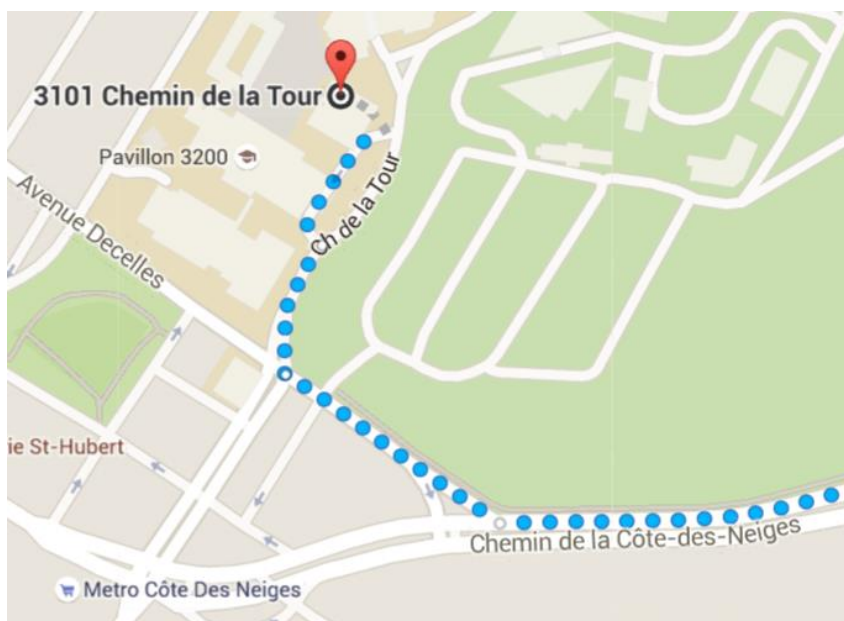 3101 Chemin de la Tour
Pavillon 3200
Avenue Decelles
Ch de la Tour
rie St-Hubert
Chemin de la Côte-des-Neiges
Metro Côte Des Neiges